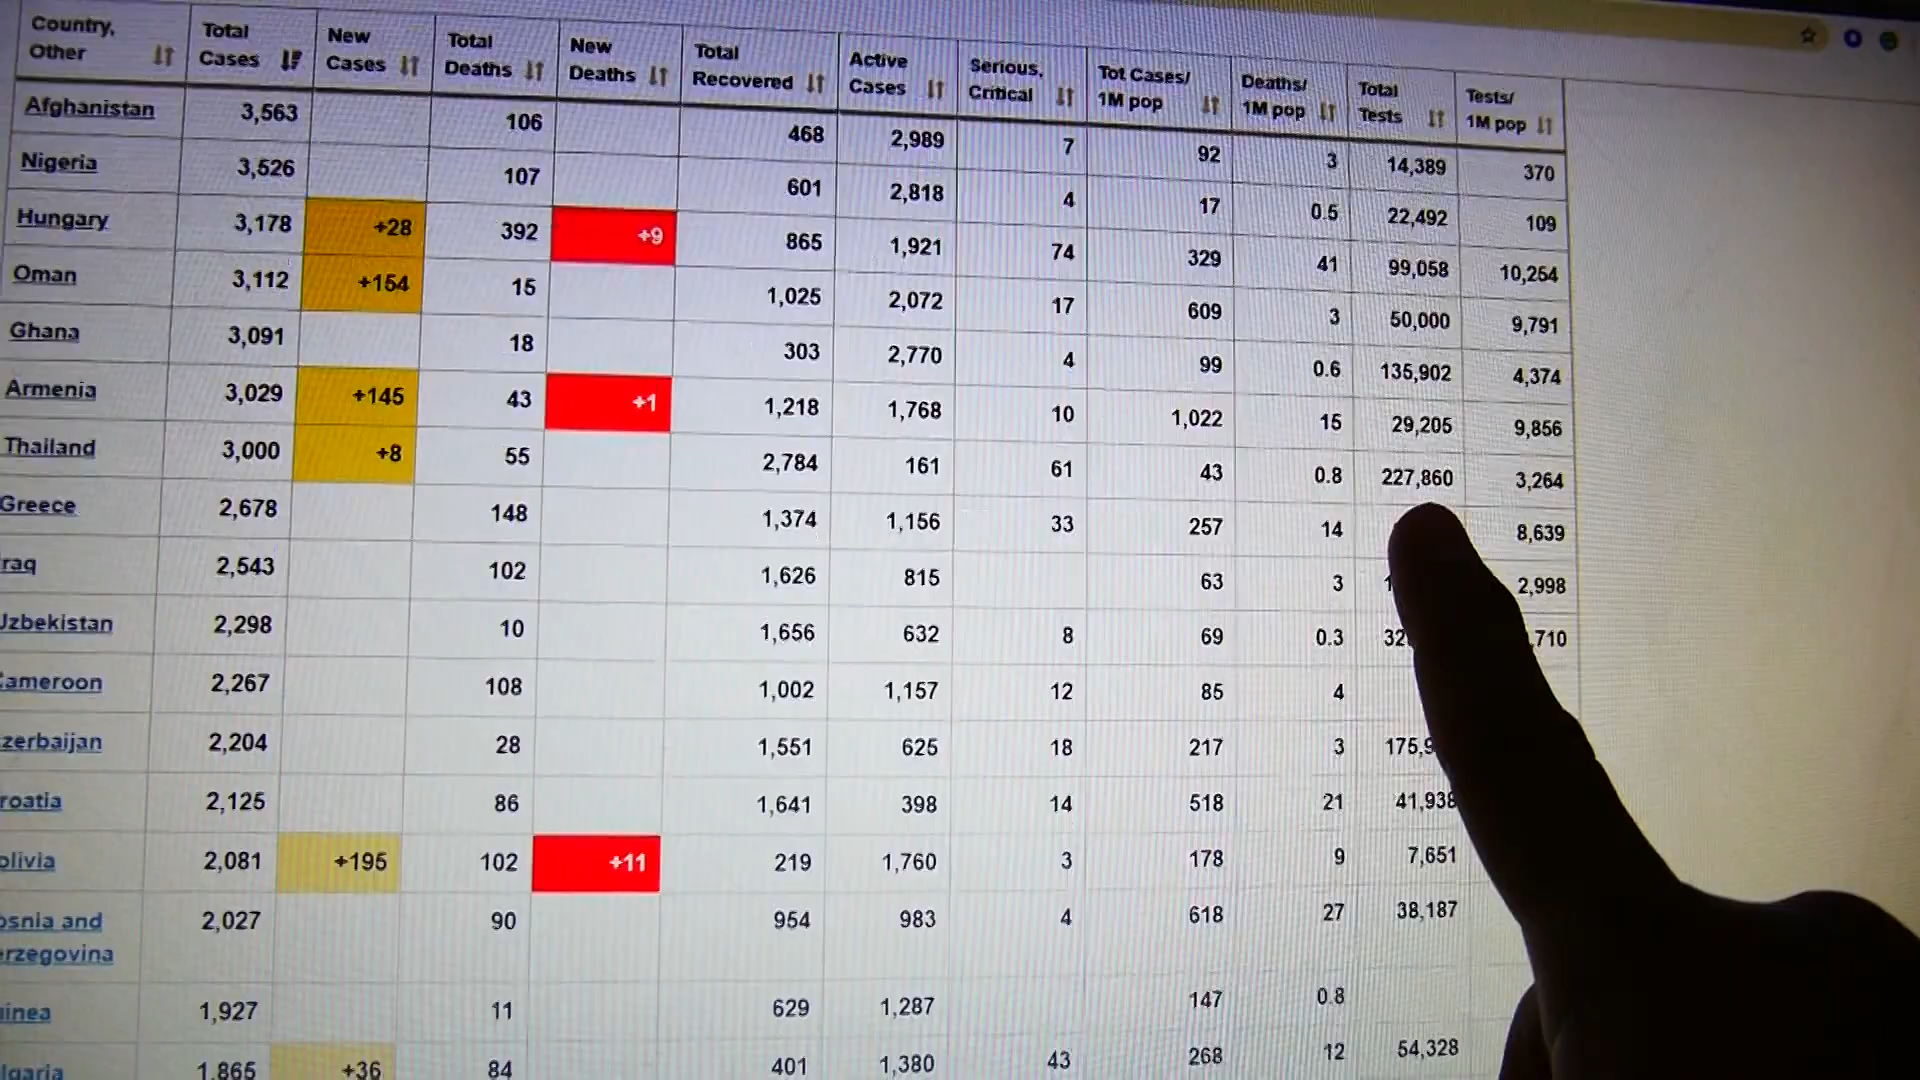 Country, Other Total Cases New Cases Total Deaths New Deaths Total Recovered Active Cases Serious, Critical Tot Cases/ 1M pop Deaths/ 1M pop Total Tests Tests/ 1M pop
Afghanistan 3,563 106 468 2,989 7 92 3 14,389 370
Nigeria 3,526 107 601 2,818 4 17 0.5 22,492 109
Hungary 3,178 +28 392 +9 865 1,921 74 329 41 99,058 10,254
Oman 3,112 +154 15 1,025 2,072 17 609 3 50,000 9,791
Ghana 3,091 18 303 2,770 4 99 0.6 135,902 4,374
Armenia 3,029 +145 43 +1 1,218 1,768 10 1,022 15 29,205 9,856
Thailand 3,000 +8 55 2,784 161 61 43 0.8 227,860 3,264
Greece 2,678 148 1,374 1,156 33 257 14 8,639
raq 2,543 102 1,626 815 63 3 2,998
Uzbekistan 2,298 10 1,656 632 8 69 0.3 32 ,710
ameroon 2,267 108 1,002 1,157 12 85 4
zerbaijan 2,204 28 1,551 625 18 217 3 175,9
roatia 2,125 86 1,641 398 14 518 21 41,938
olivia 2,081 +195 102 +11 219 1,760 3 178 9 7,651
osnia and erzegovina 2,027 90 954 983 4 618 27 38,187
inea 1,927 11 629 1,287 147 0.8
lgaria 1,865 +36 84 401 1,380 43 268 12 54,328